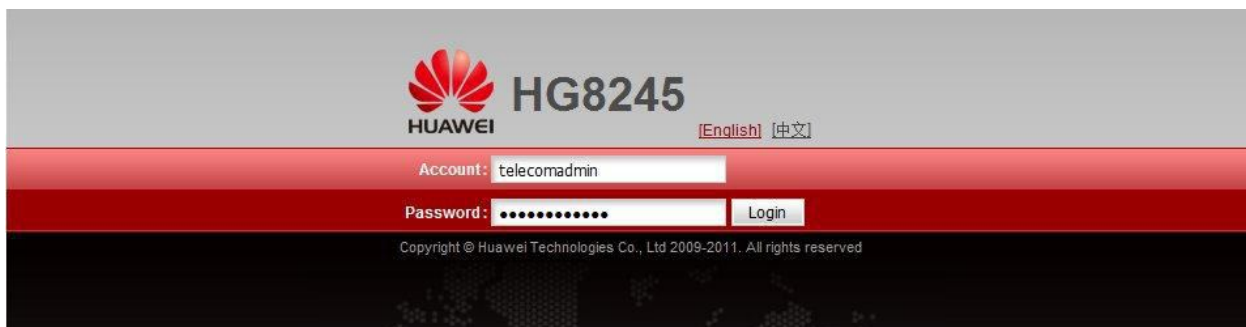 HUAWEI
HG8245
[English] [中文]
Account: telecomadmin
Password: ●●●●●●●●●●●● Login
Copyright © Huawei Technologies Co., Ltd 2009-2011. All rights reserved